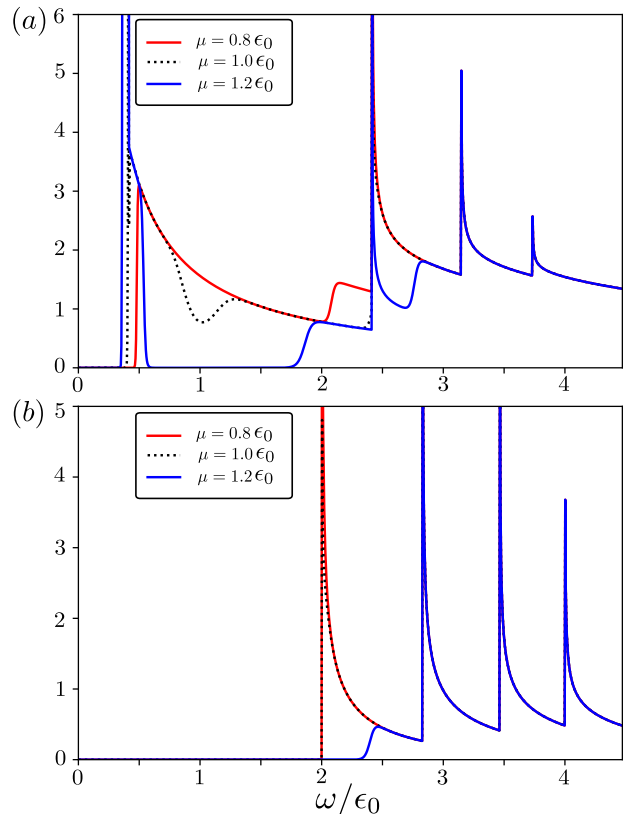 (a)
6
5
4
3
2
1
0
μ = 0.8 ϵ₀
μ = 1.0 ϵ₀
μ = 1.2 ϵ₀
0 1 2 3 4
(b)
5
4
3
2
1
0
μ = 0.8 ϵ₀
μ = 1.0 ϵ₀
μ = 1.2 ϵ₀
0 1 2 3 4
ω/ϵ₀